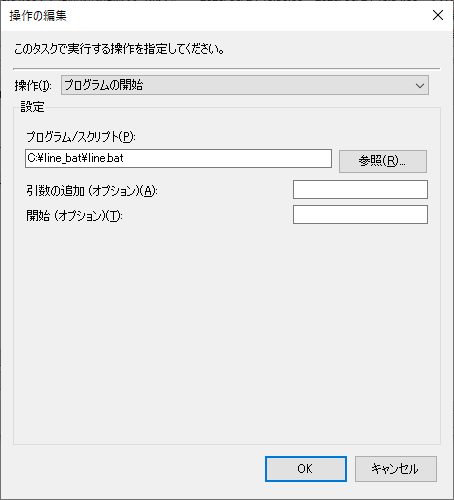 操作の編集
このタスクで実行する操作を指定してください。
操作(I): プログラムの開始
設定
プログラム/スクリプト(P):
C:¥line_bat¥line.bat 参照(R)...
引数の追加 (オプション)(A):
開始 (オプション)(T):
OK キャンセル